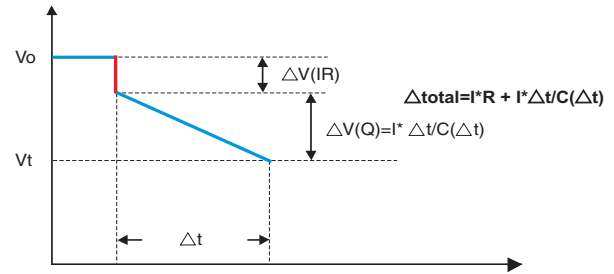 Vo
△V(IR)
△total=I*R + I*△t/C(△t)
△V(Q)=I* △t/C(△t)
Vt
△t